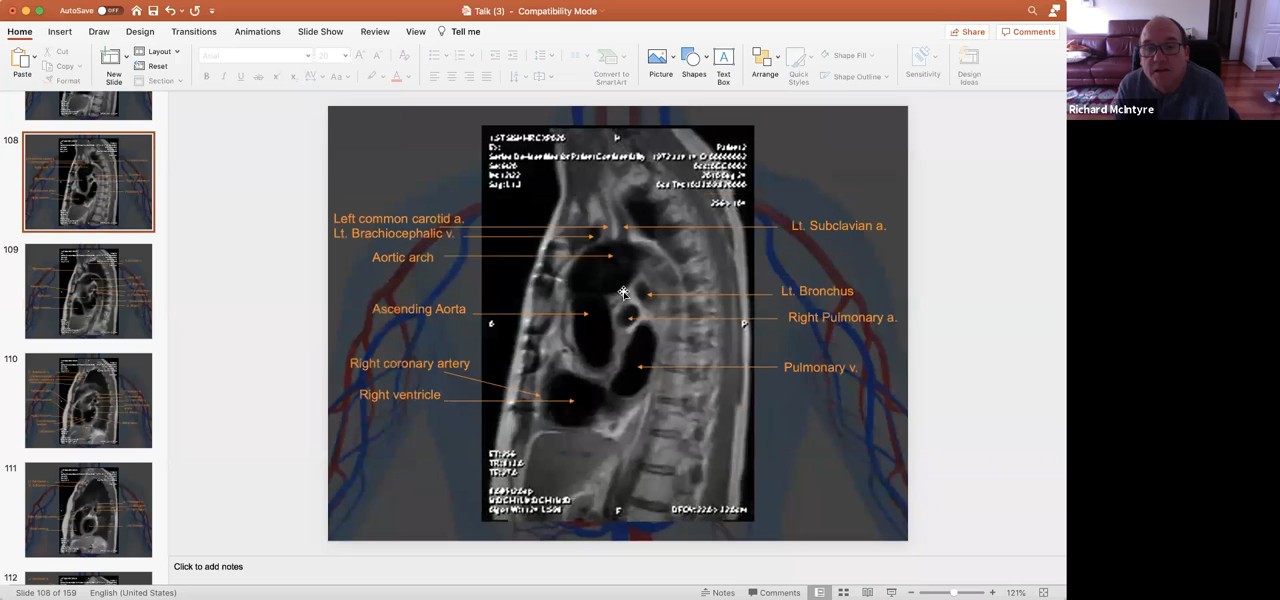 AutoSave OFF
Talk (3) - Compatibility Mode
Home Insert Draw Design Transitions Animations Slide Show Review View Tell me
Share Comments
Paste
Cut
Copy
Format
New Slide
Layout
Reset
Section
Arial
20
Convert to SmartArt
Picture
Shapes
Text Box
Arrange
Quick Styles
Shape Fill
Shape Outline
Sensitivity
Design Ideas
Richard McIntyre
108
109
110
111
112
Left common carotid a.
Lt. Brachiocephalic v.
Aortic arch
Ascending Aorta
Right coronary artery
Right ventricle
Lt. Subclavian a.
Lt. Bronchus
Right Pulmonary a.
Pulmonary v.
Click to add notes
Slide 108 of 159 English (United States)
Notes Comments 121%